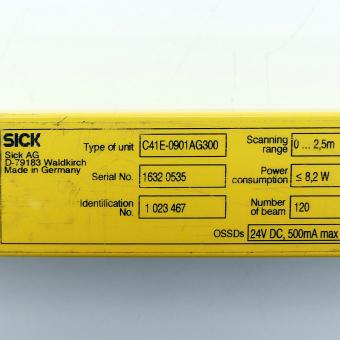 SICK
Sick AG
D-79183 Waldkirch
Made in Germany
Type of unit C41E-0901AG300
Serial No. 1632 0535
Identification No. 1 023 467
Scanning range 0 ... 2,5m
Power consumption ≤ 8,2 W
Number of beam 120
OSSDs 24V DC, 500mA max